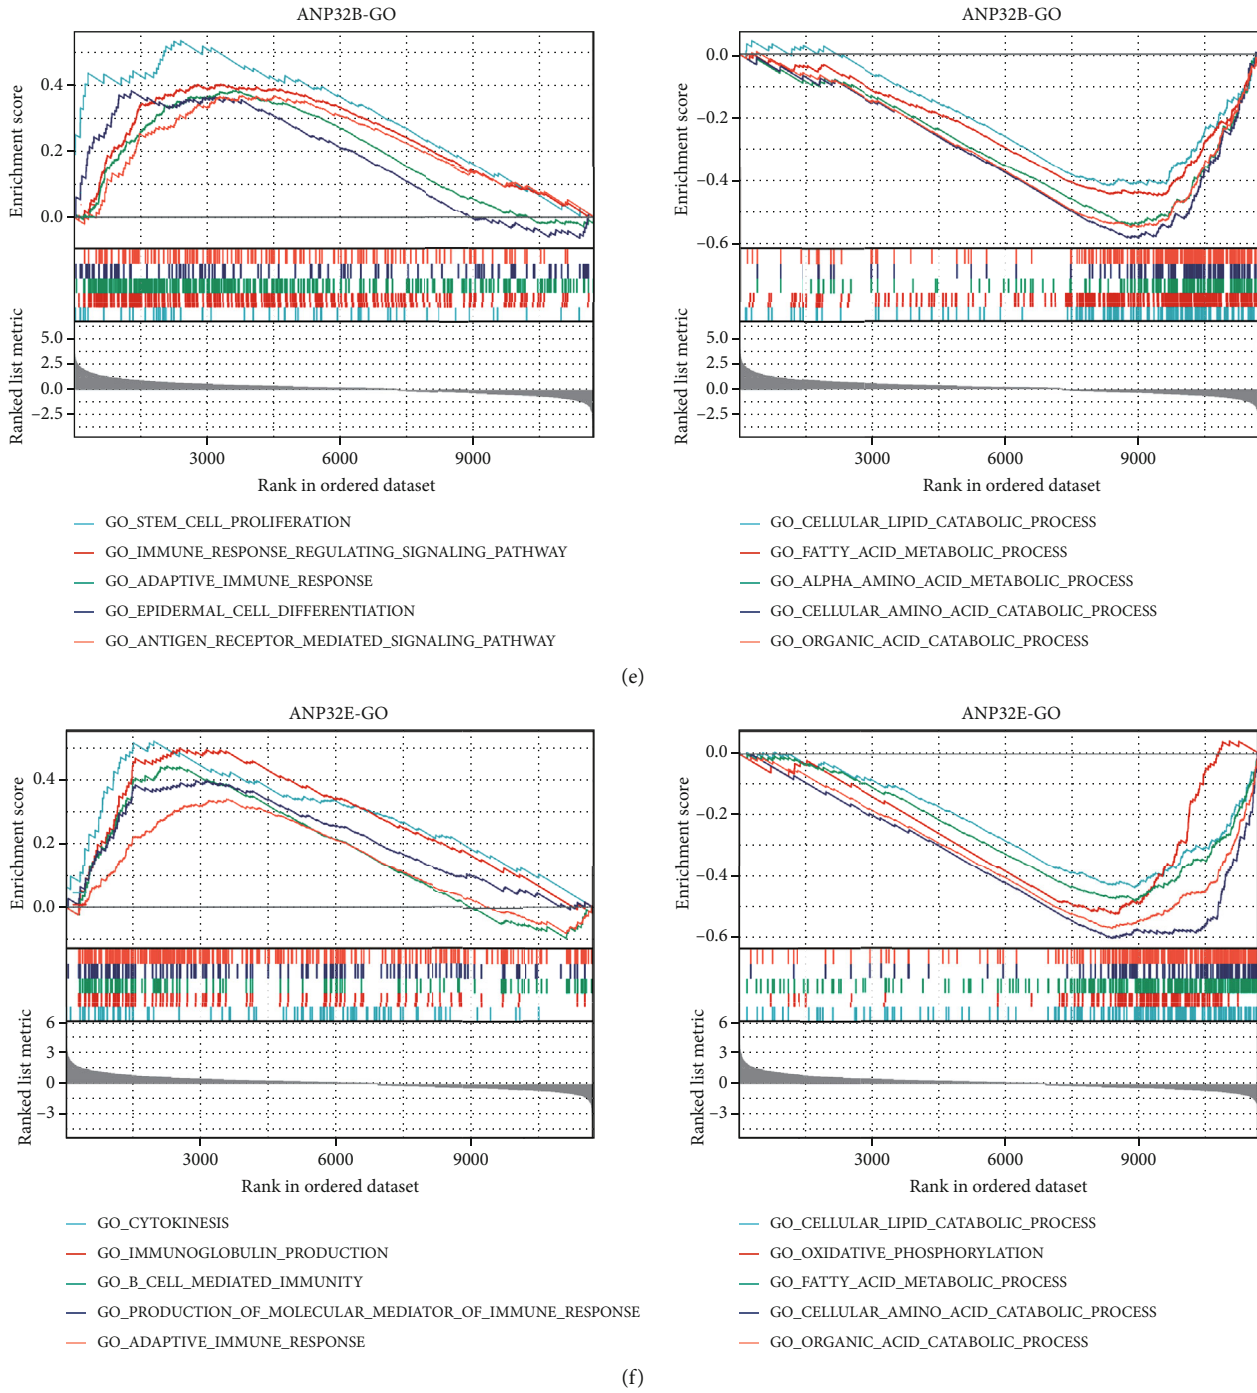 ANP32B-GO
Enrichment score
0.4
0.2
0.0
Ranked list metric
5.0
2.5
0.0
−2.5
3000 6000 9000
Rank in ordered dataset
GO_STEM_CELL_PROLIFERATION
GO_IMMUNE_RESPONSE_REGULATING_SIGNALING_PATHWAY
GO_ADAPTIVE_IMMUNE_RESPONSE
GO_EPIDERMAL_CELL_DIFFERENTIATION
GO_ANTIGEN_RECEPTOR_MEDIATED_SIGNALING_PATHWAY
ANP32B-GO
Enrichment score
0.0
−0.2
−0.4
−0.6
Ranked list metric
5.0
2.5
0.0
−2.5
3000 6000 9000
Rank in ordered dataset
GO_CELLULAR_LIPID_CATABOLIC_PROCESS
GO_FATTY_ACID_METABOLIC_PROCESS
GO_ALPHA_AMINO_ACID_METABOLIC_PROCESS
GO_CELLULAR_AMINO_ACID_CATABOLIC_PROCESS
GO_ORGANIC_ACID_CATABOLIC_PROCESS
(e)
ANP32E-GO
Enrichment score
0.4
0.2
0.0
Ranked list metric
6
3
0
−3
3000 6000 9000
Rank in ordered dataset
GO_CYTOKINESIS
GO_IMMUNOGLOBULIN_PRODUCTION
GO_B_CELL_MEDIATED_IMMUNITY
GO_PRODUCTION_OF_MOLECULAR_MEDIATOR_OF_IMMUNE_RESPONSE
GO_ADAPTIVE_IMMUNE_RESPONSE
ANP32E-GO
Enrichment score
0.0
−0.2
−0.4
−0.6
Ranked list metric
6
3
0
−3
3000 6000 9000
Rank in ordered dataset
GO_CELLULAR_LIPID_CATABOLIC_PROCESS
GO_OXIDATIVE_PHOSPHORYLATION
GO_FATTY_ACID_METABOLIC_PROCESS
GO_CELLULAR_AMINO_ACID_CATABOLIC_PROCESS
GO_ORGANIC_ACID_CATABOLIC_PROCESS
(f)